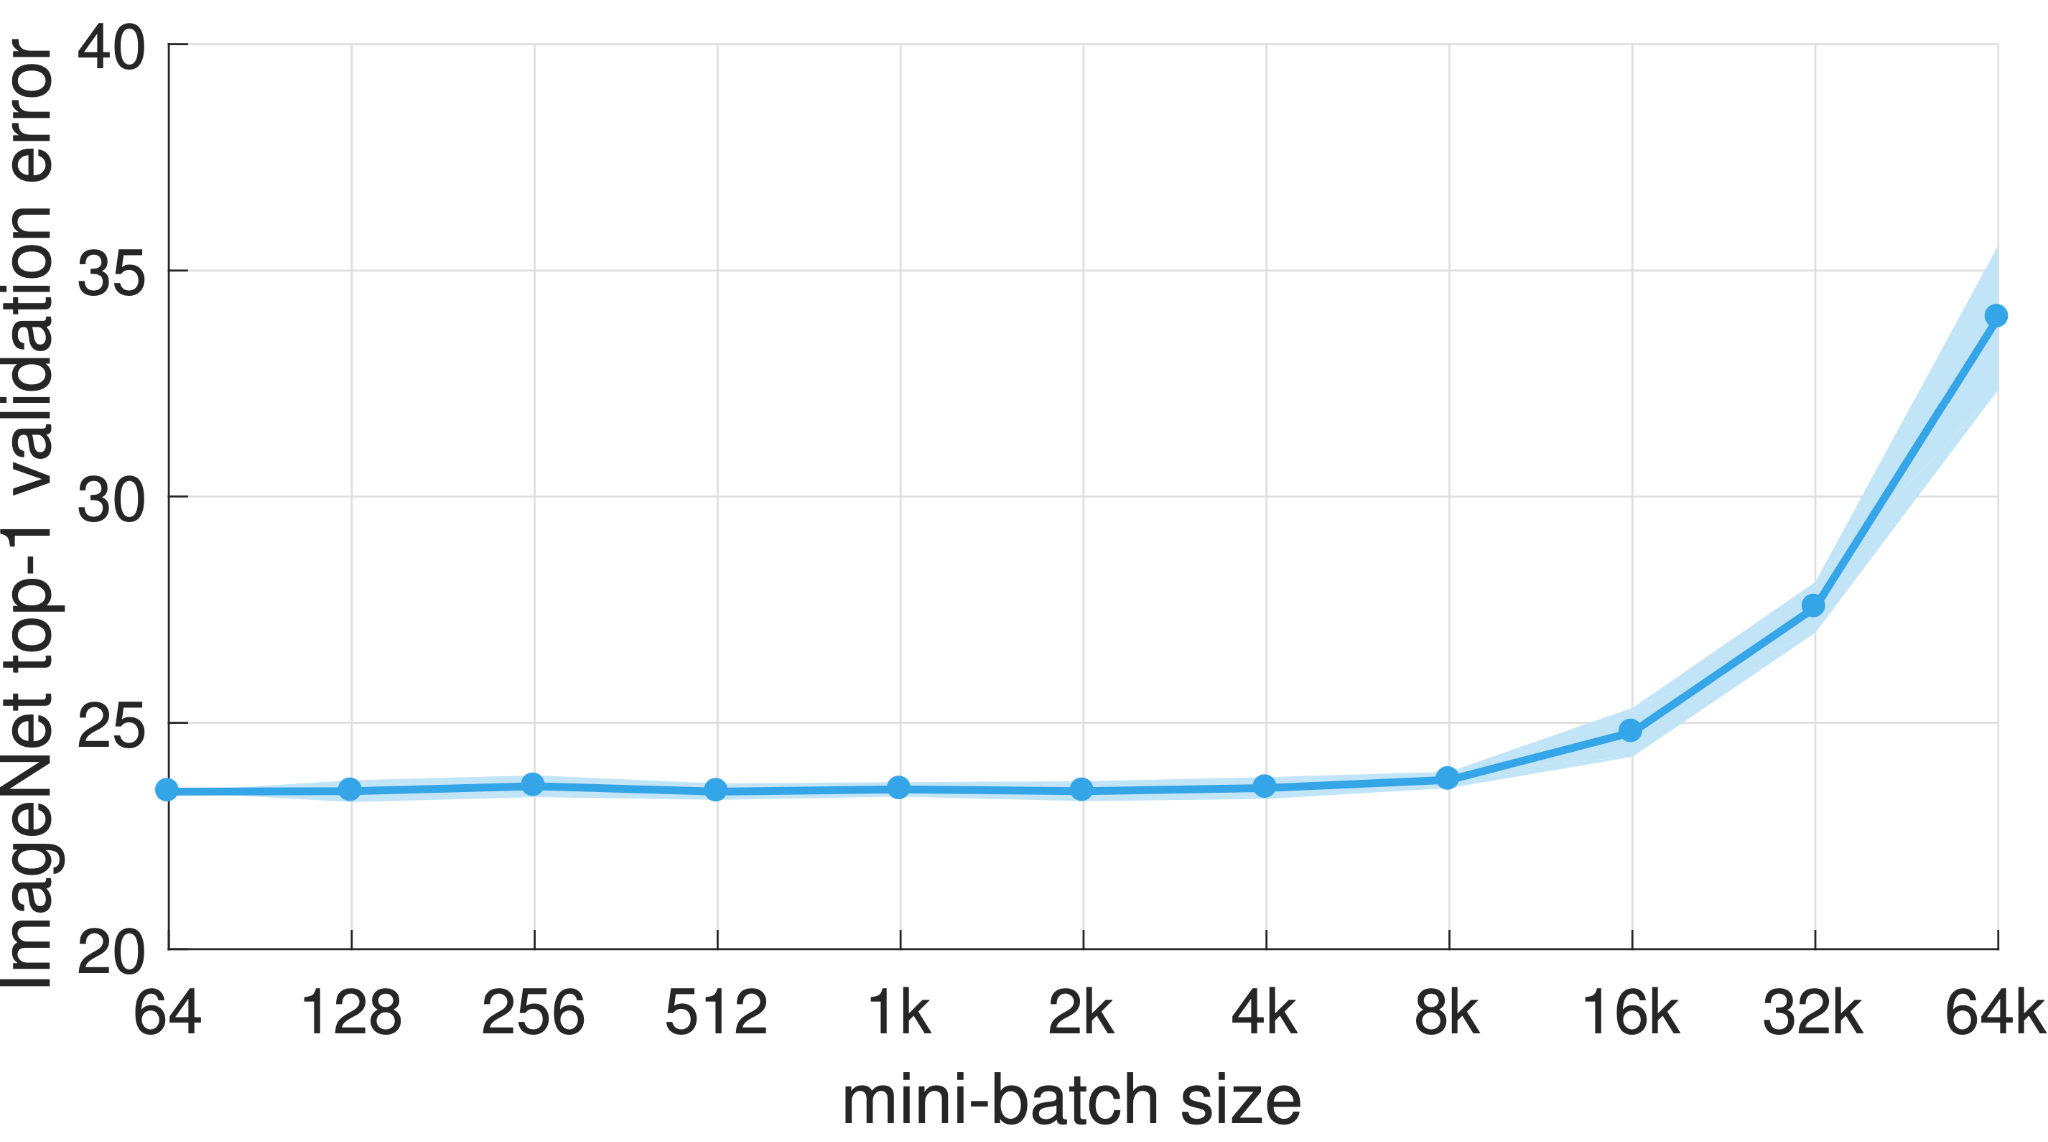 ImageNet top-1 validation error
40
35
30
25
20
64 128 256 512 1k 2k 4k 8k 16k 32k 64k
mini-batch size